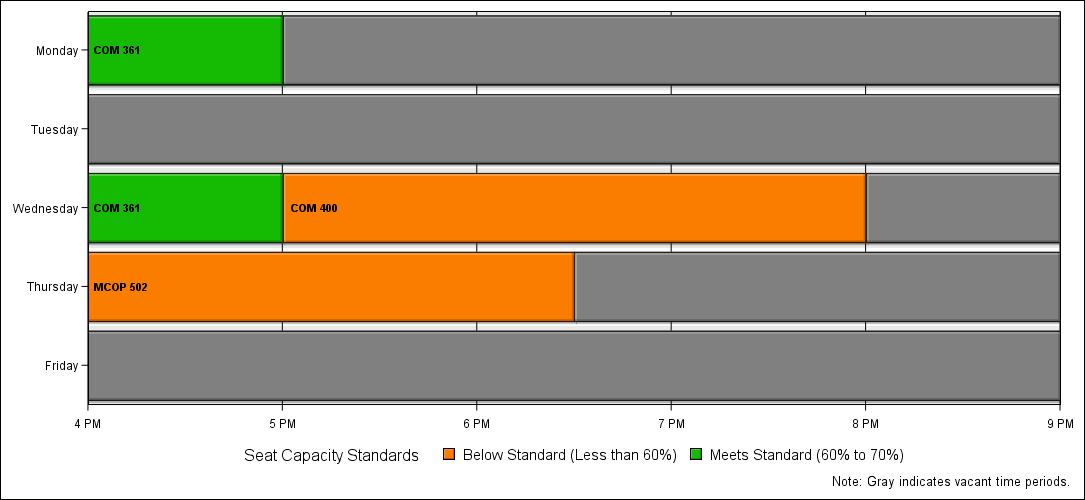 Monday
COM 361
Tuesday
Wednesday
COM 361
COM 400
Thursday
MCOP 502
Friday
4 PM 5 PM 6 PM 7 PM 8 PM 9 PM
Seat Capacity Standards Below Standard (Less than 60%) Meets Standard (60% to 70%)
Note: Gray indicates vacant time periods.